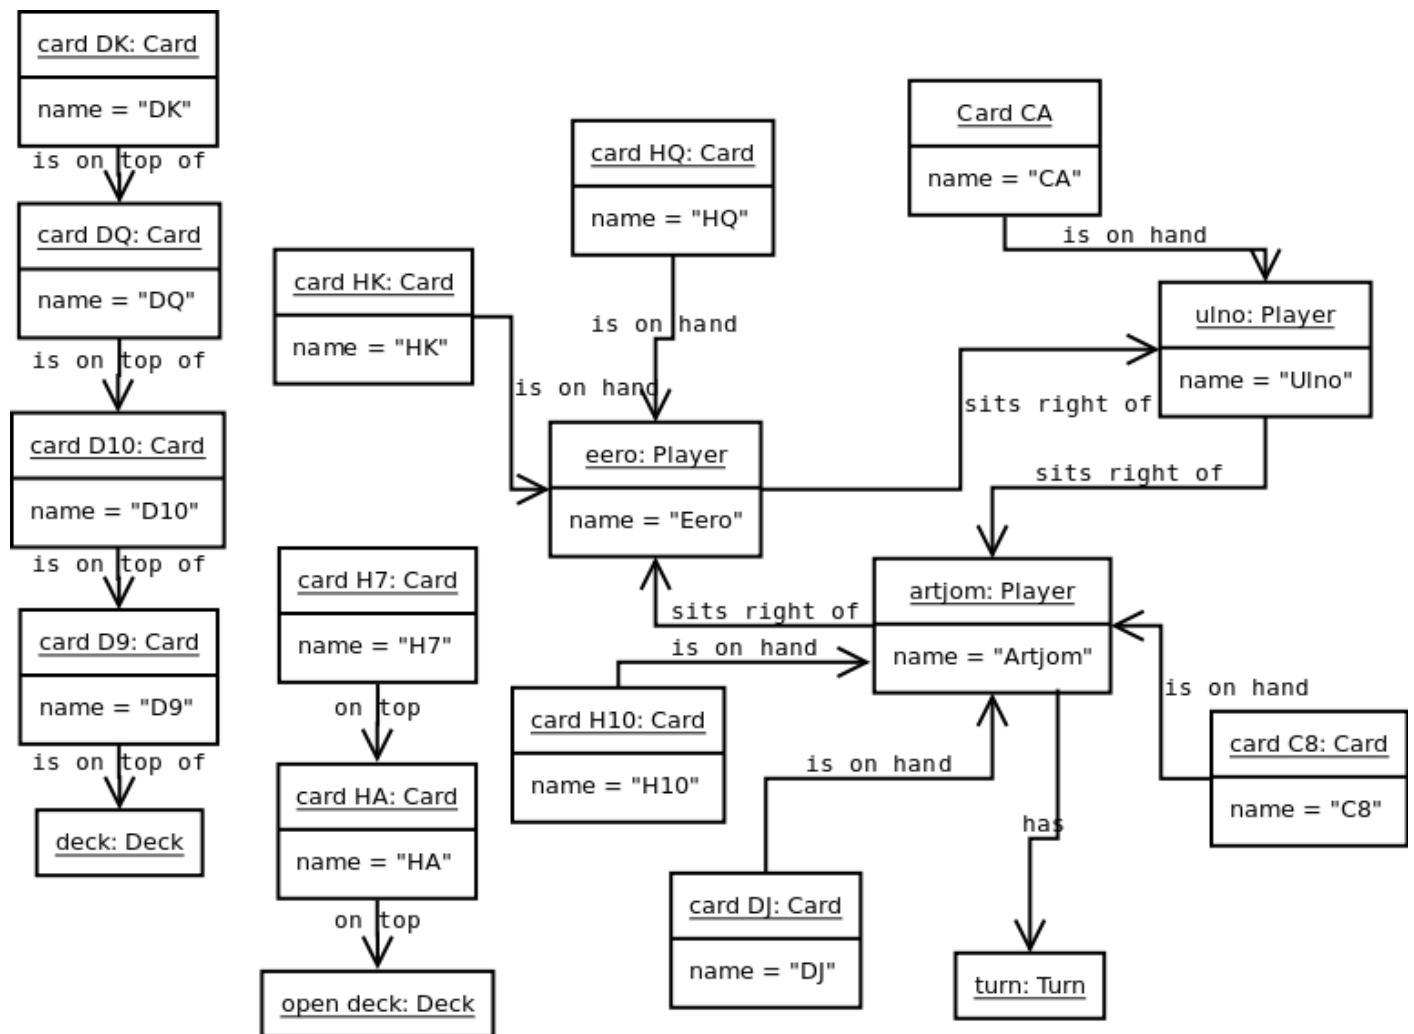 card DK: Card
name = "DK"
is on top of
card DQ: Card
name = "DQ"
is on top of
card D10: Card
name = "D10"
is on top of
card D9: Card
name = "D9"
is on top of
deck: Deck
card HK: Card
name = "HK"
is on hand
card HQ: Card
name = "HQ"
is on hand
Card CA
name = "CA"
is on hand
ulno: Player
name = "Ulno"
sits right of
sits right of
eero: Player
name = "Eero"
sits right of
artjom: Player
name = "Artjom"
is on hand
card H7: Card
name = "H7"
on top
card HA: Card
name = "HA"
on top
open deck: Deck
card H10: Card
name = "H10"
is on hand
card DJ: Card
name = "DJ"
is on hand
card C8: Card
name = "C8"
has
turn: Turn